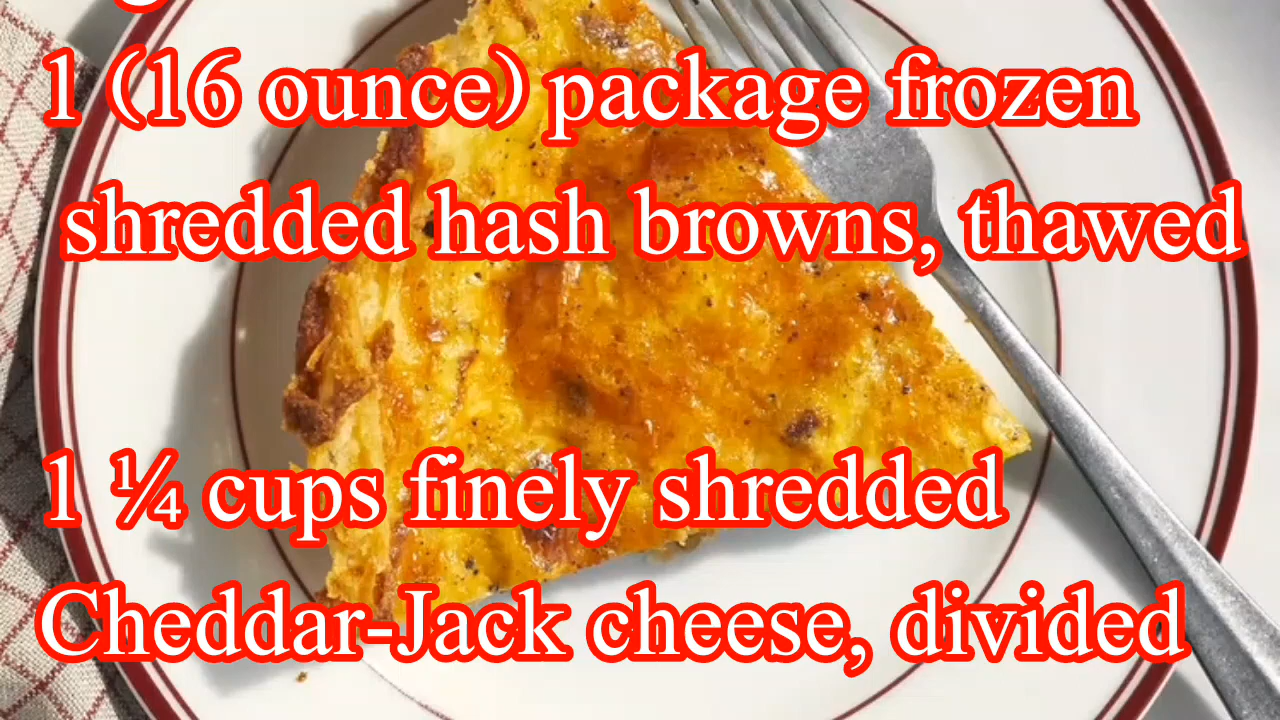 1 (16 ounce) package frozen
shredded hash browns, thawed
1 ¼ cups finely shredded
Cheddar-Jack cheese, divided